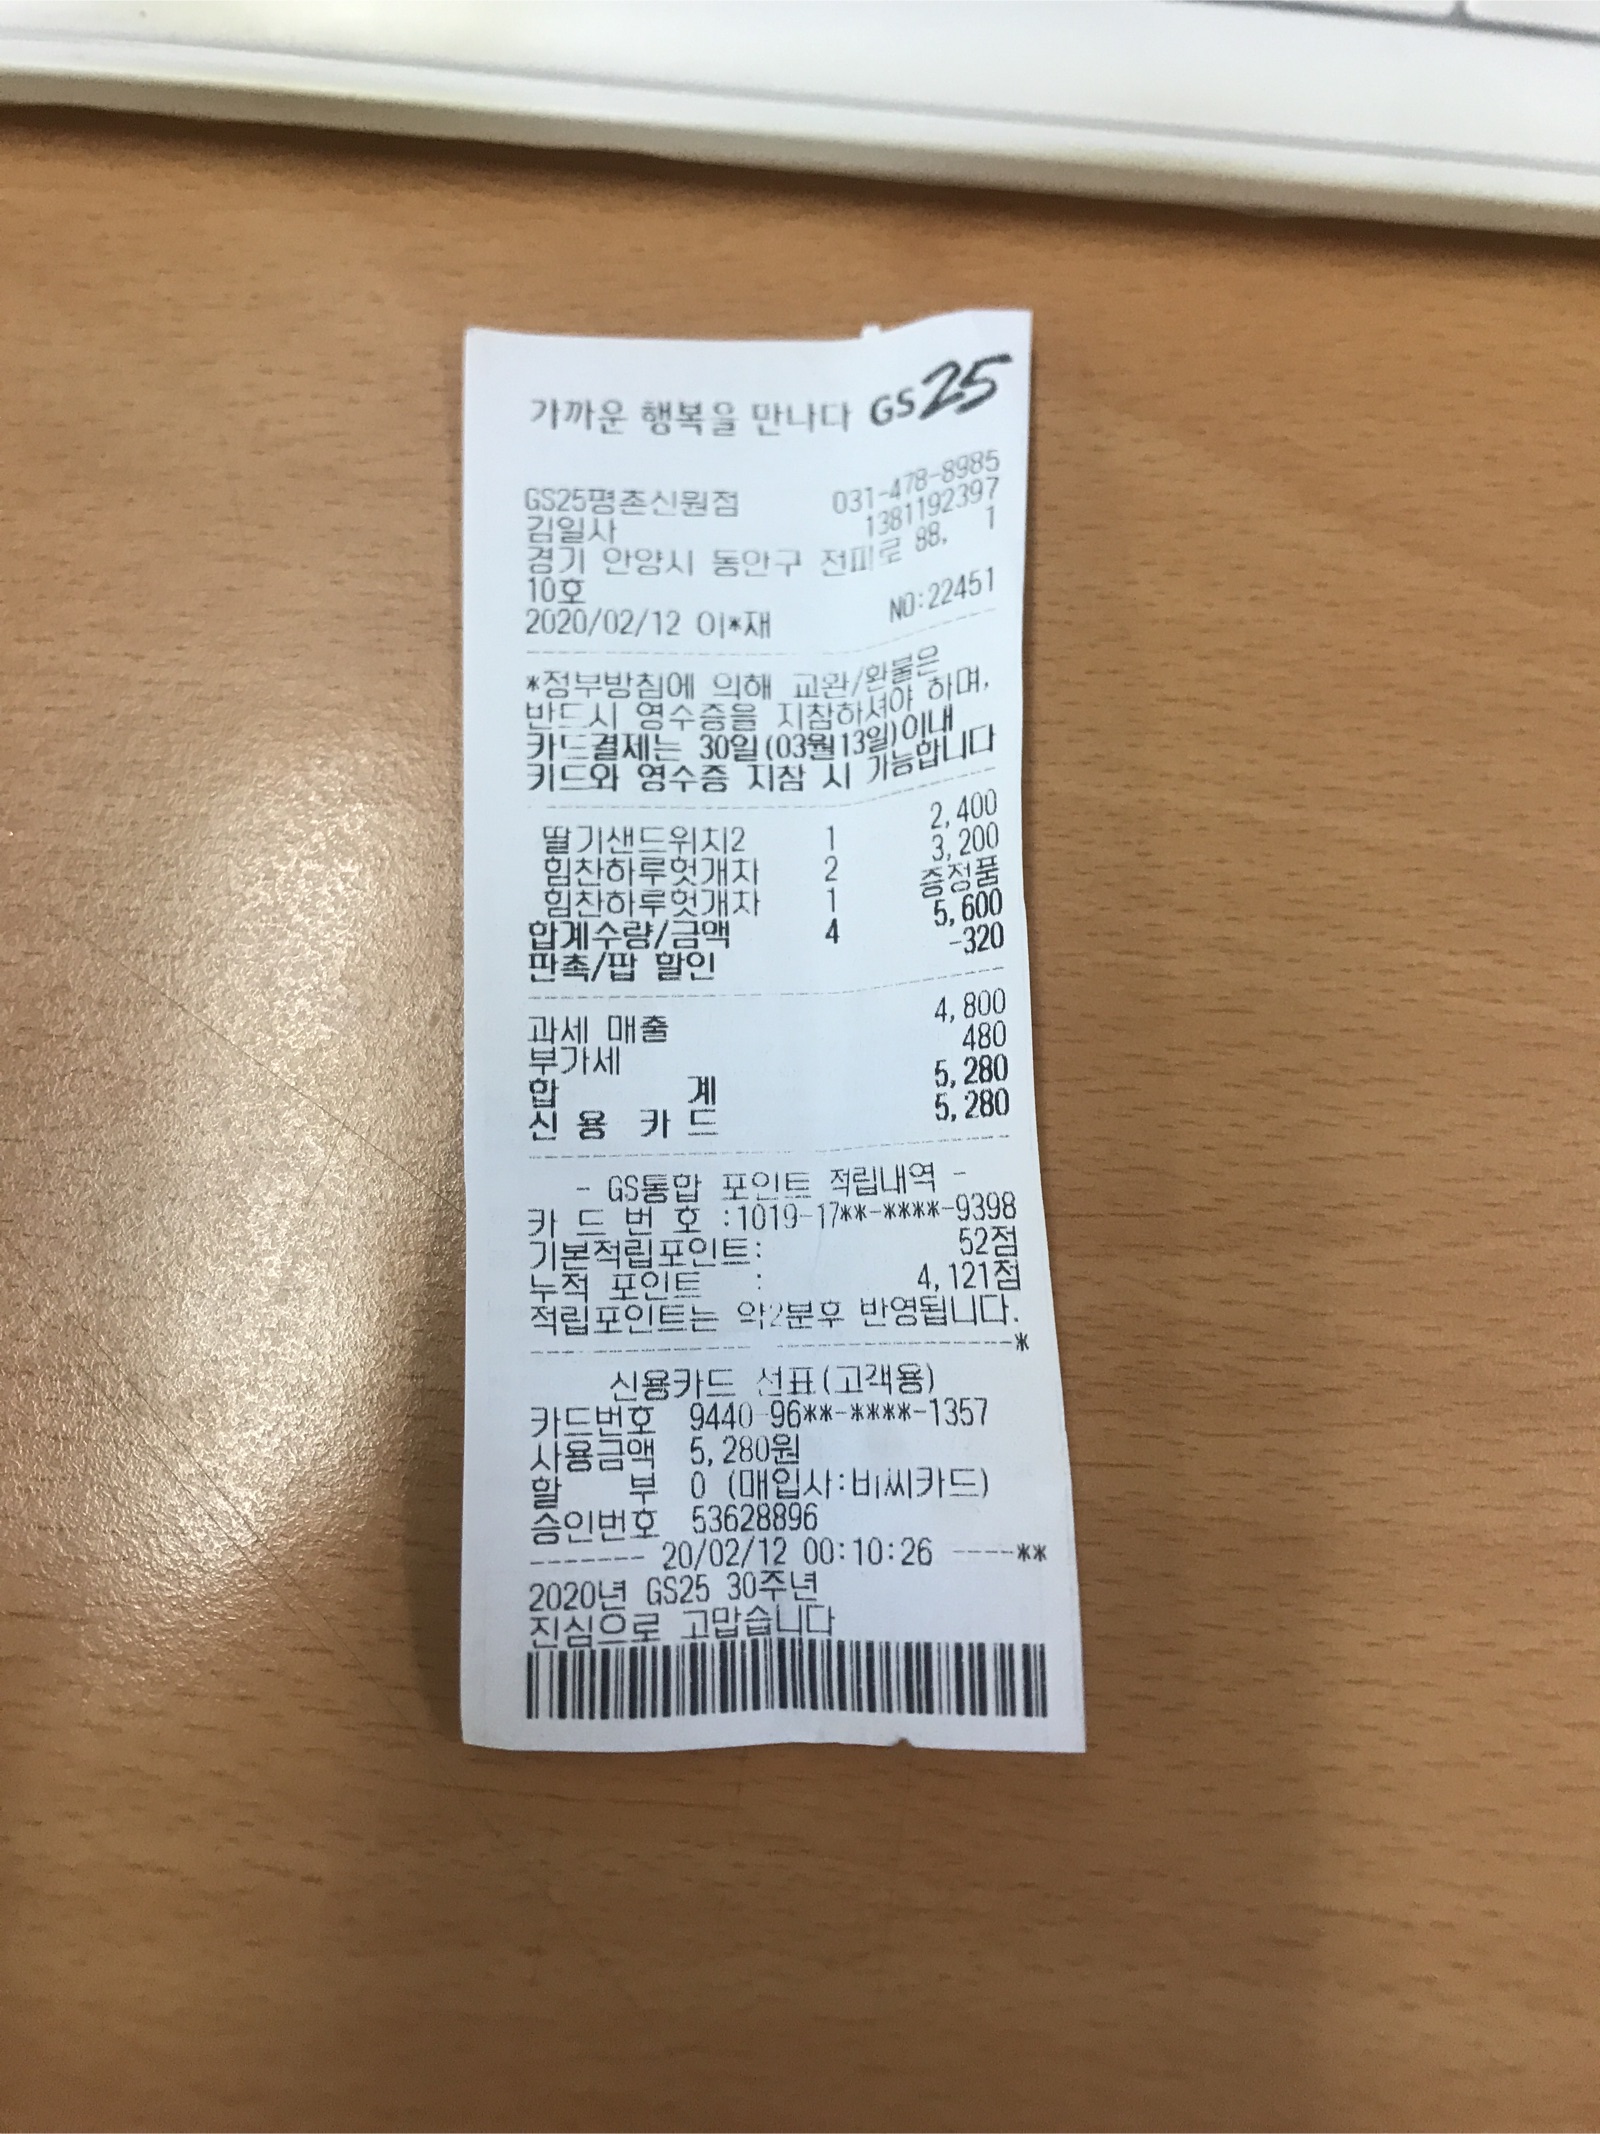 가까운 행복을 만나다 GS25
GS25평촌신원점 031-478-8985
김일사 1381192397
경기 안양시 동안구 전파로 88, 1
10호
2020/02/12 이*재 NO:22451
*정부방침에 의해 교환/환불은
반드시 영수증을 지참하셔야 하며,
카드결제는 30일(03월13일)이내
카드와 영수증 지참 시 가능합니다
딸기샌드위치2 1 2,400
힘찬하루헛개차 2 3,200
힘찬하루헛개차 1 증정품
합계수량/금액 4 5,600
판촉/팝 할인 -320
과세 매출 4,800
부가세 480
합 계 5,280
신 용 카 드 5,280
- GS통합 포인트 적립내역 -
카 드 번 호 :1019-17**-****-9398
기본적립포인트: 52점
누적 포인트 : 4,121점
적립포인트는 약2분후 반영됩니다.
*
신용카드 전표(고객용)
카드번호 9440-96**-****-1357
사용금액 5,280원
할 부 0 (매입사:비씨카드)
승인번호 53628896
------- 20/02/12 00:10:26 ----**
2020년 GS25 30주년
진심으로 고맙습니다